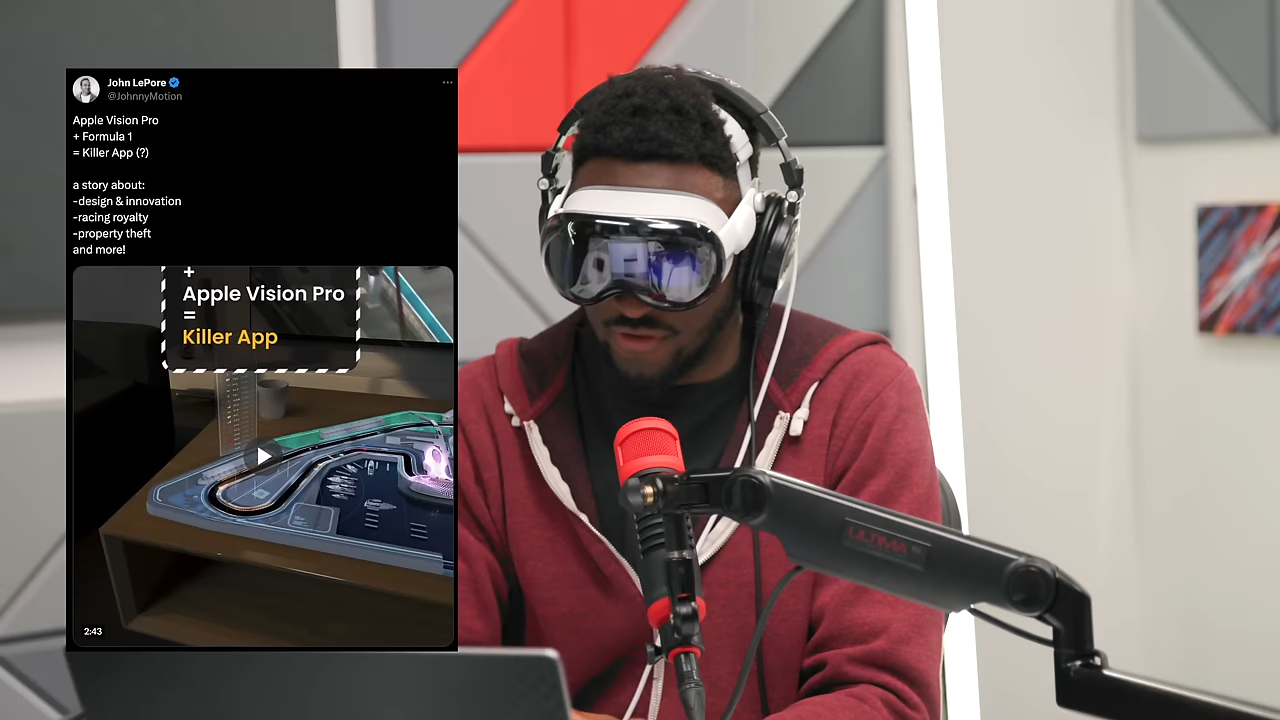 John LePore
@JohnnyMotion
Apple Vision Pro
+ Formula 1
= Killer App (?)
a story about:
-design & innovation
-racing royalty
-property theft
and more!
+
Apple Vision Pro
=
Killer App
2:43
ULTIMA